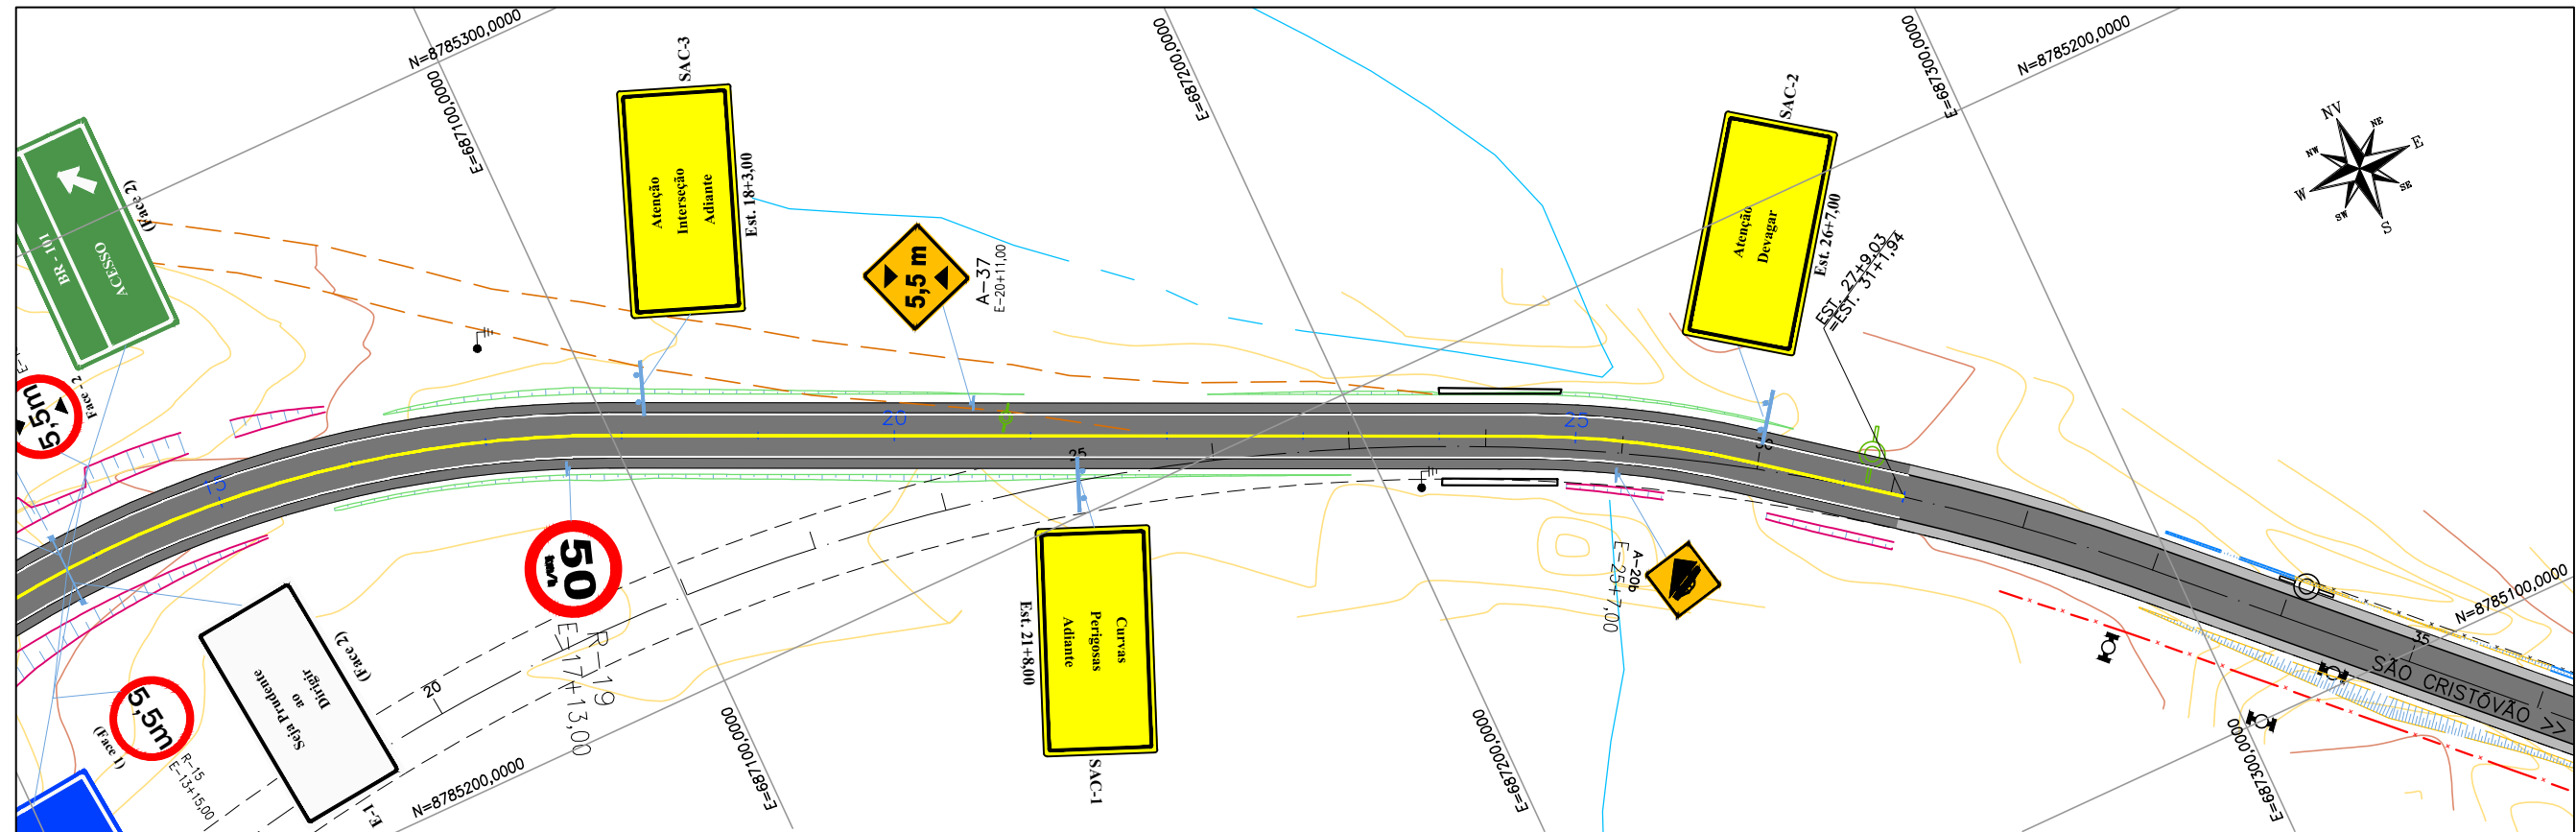 N=8785300,0000
E=687100,0000
SAC-3
Atenção
Interseção
Adiante
Est. 18+3,00
E=687200,0000
A-37
E-20+11,00
5,5 m
SAC-2
Atenção
Devagar
Est. 26+7,00
E=687300,0000
N=8785200,0000
NV
NE
E
SE
S
SW
W
NW
EST. 27+9,03
=EST. 31+1,94
(Face 2)
ACESSO
BR - 101
Face -2
5,5m
15
20
25
25
30
50
km/h
R-19
E-17+13,00
Curvas
Perigosas
Adiante
Est. 21+8,00
SAC-1
A-20b
E-25+7,00
35
SÃO CRISTÓVÃO >>
N=8785100,0000
5,5m
(Face 1)
R-15
E-13+15,00
Dirigir
ao
Seja Prudente
(Face 2)
E-1
20
N=8785200,0000
E=687100,0000
E=687200,0000
E=687300,0000